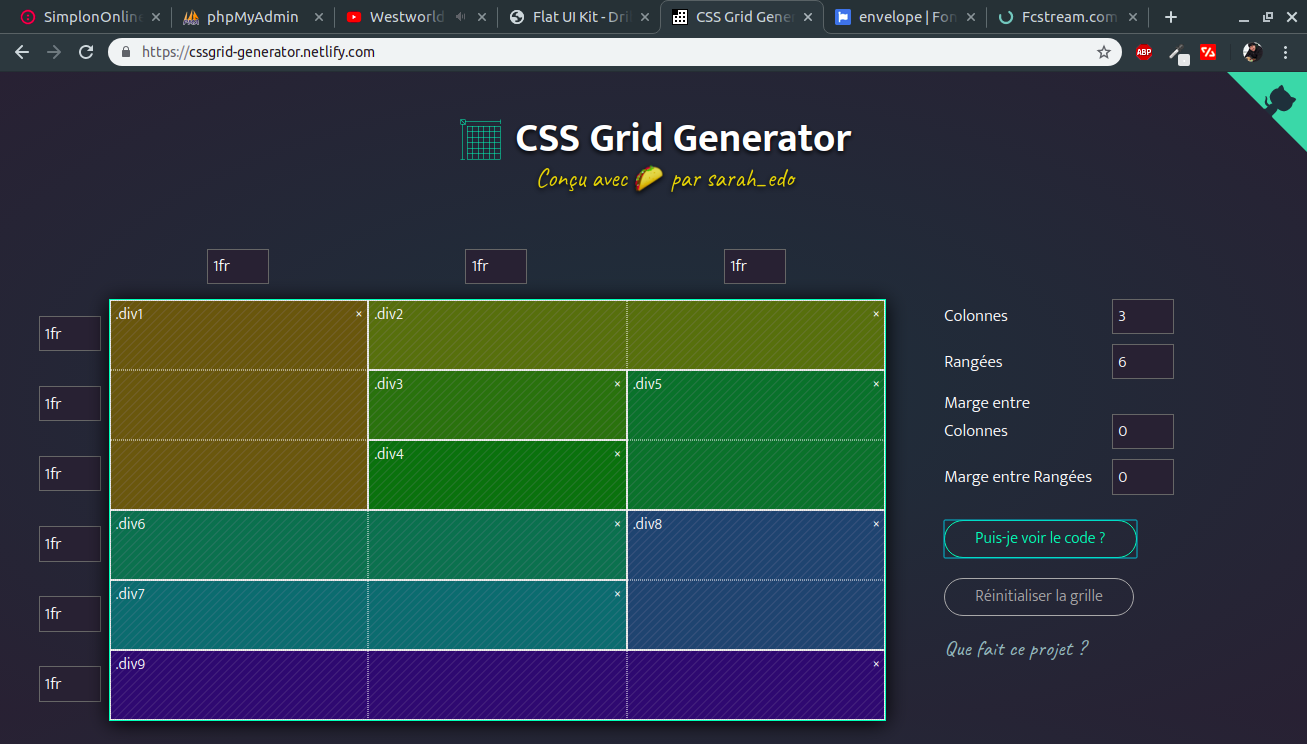 SimplonOnline
phpMyAdmin
Westworld
Flat UI Kit - Dri
CSS Grid Gener
envelope | Fon
Fcstream.com
https://cssgrid-generator.netlify.com
ABP
CSS Grid Generator
Conçu avec 🌮 par sarah_edo
1fr 1fr 1fr
.div1 × .div2 ×
1fr
.div3 × .div5 ×
1fr
.div4 ×
1fr
.div6 × .div8 ×
1fr
.div7 ×
1fr
.div9 ×
1fr
Colonnes 3
Rangées 6
Marge entre
Colonnes 0
Marge entre Rangées 0
Puis-je voir le code ?
Réinitialiser la grille
Que fait ce projet ?